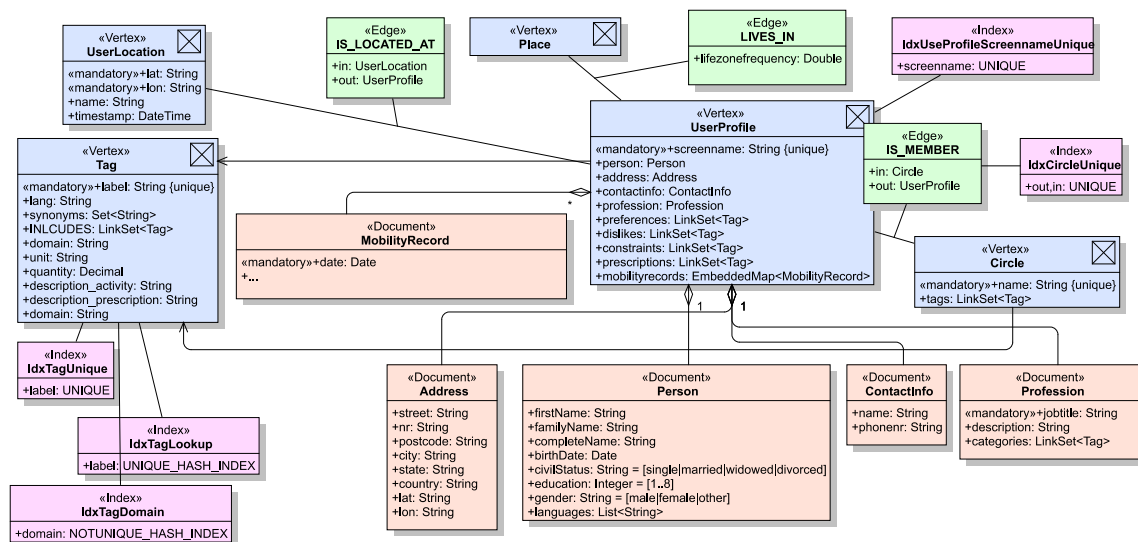 «Vertex»
UserLocation
«mandatory»+lat: String
«mandatory»+lon: String
+name: String
+timestamp: DateTime
«Edge»
IS_LOCATED_AT
+in: UserLocation
+out: UserProfile
«Vertex»
Place
«Edge»
LIVES_IN
+lifezonefrequency: Double
«Index»
IdxUseProfileScreennameUnique
+screenname: UNIQUE
«Vertex»
UserProfile
«mandatory»+screenname: String {unique}
+person: Person
+address: Address
+contactinfo: ContactInfo
+profession: Profession
+preferences: LinkSet<Tag>
+dislikes: LinkSet<Tag>
+constraints: LinkSet<Tag>
+prescriptions: LinkSet<Tag>
+mobilityrecords: EmbeddedMap<MobilityRecord>
«Edge»
IS_MEMBER
+in: Circle
+out: UserProfile
«Index»
IdxCircleUnique
+out,in: UNIQUE
«Vertex»
Tag
«mandatory»+label: String {unique}
+lang: String
+synonyms: Set<String>
+INLCUDES: LinkSet<Tag>
+domain: String
+unit: String
+quantity: Decimal
+description_activity: String
+description_prescription: String
+domain: String
*
«Document»
MobilityRecord
«mandatory»+date: Date
+...
«Vertex»
Circle
«mandatory»+name: String {unique}
+tags: LinkSet<Tag>
1
1
«Index»
IdxTagUnique
+label: UNIQUE
«Index»
IdxTagLookup
+label: UNIQUE_HASH_INDEX
«Index»
IdxTagDomain
+domain: NOTUNIQUE_HASH_INDEX
«Document»
Address
+street: String
+nr: String
+postcode: String
+city: String
+state: String
+country: String
+lat: String
+lon: String
«Document»
Person
+firstName: String
+familyName: String
+completeName: String
+birthDate: Date
+civilStatus: String = [single|married|widowed|divorced]
+education: Integer = [1..8]
+gender: String = [male|female|other]
+languages: List<String>
«Document»
ContactInfo
+name: String
+phonenr: String
«Document»
Profession
«mandatory»+jobtitle: String
+description: String
+categories: LinkSet<Tag>